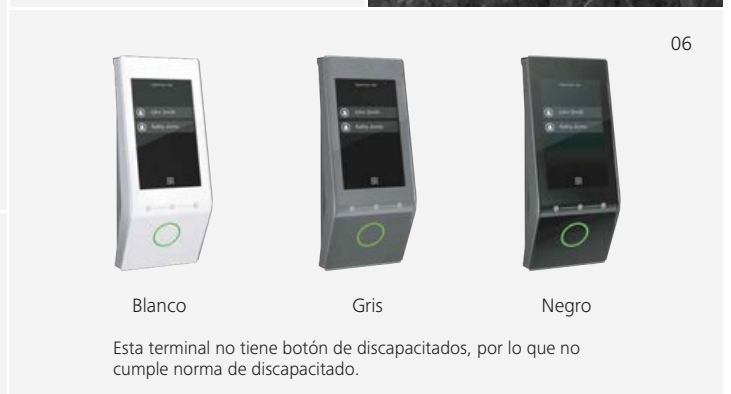 06
Blanco
Gris
Negro
Esta terminal no tiene botón de discapacitados, por lo que no
cumple norma de discapacitado.